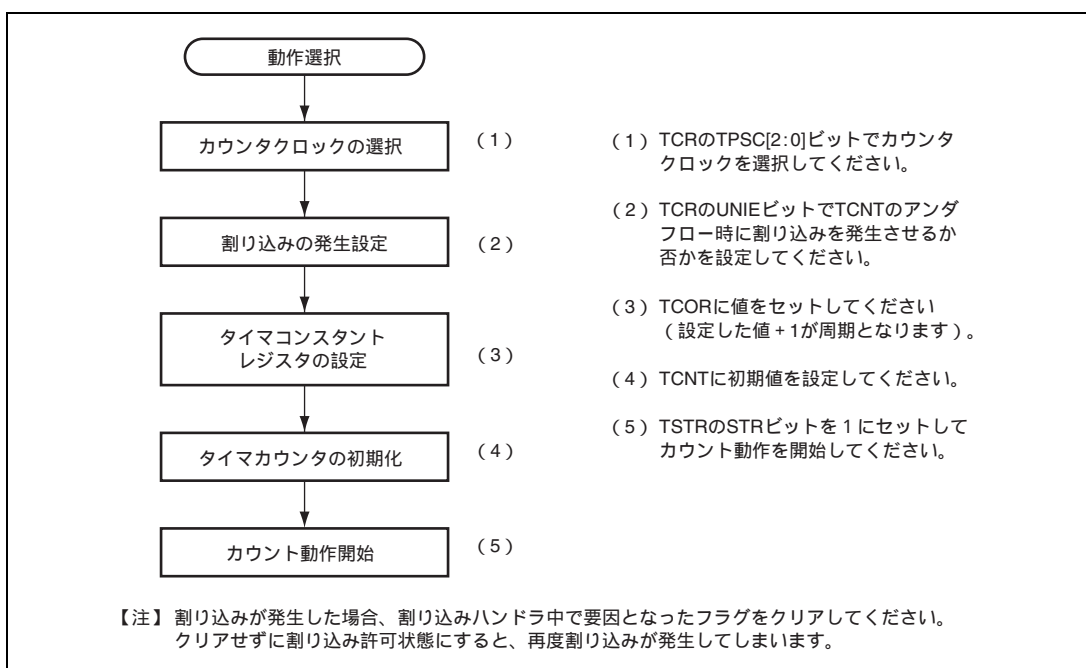 動作選択
カウンタクロックの選択
(1)
割り込みの発生設定
(2)
タイマコンスタント
レジスタの設定
(3)
タイマカウンタの初期化
(4)
カウント動作開始
(5)
(1) TCRのTPSC[2:0]ビットでカウンタ
クロックを選択してください。
(2) TCRのUNIEビットでTCNTのアンダ
フロー時に割り込みを発生させるか
否かを設定してください。
(3) TCORに値をセットしてください
(設定した値+1が周期となります)。
(4) TCNTに初期値を設定してください。
(5) TSTRのSTRビットを1にセットして
カウント動作を開始してください。
【注】 割り込みが発生した場合、割り込みハンドラ中で要因となったフラグをクリアしてください。
クリアせずに割り込み許可状態にすると、再度割り込みが発生してしまいます。